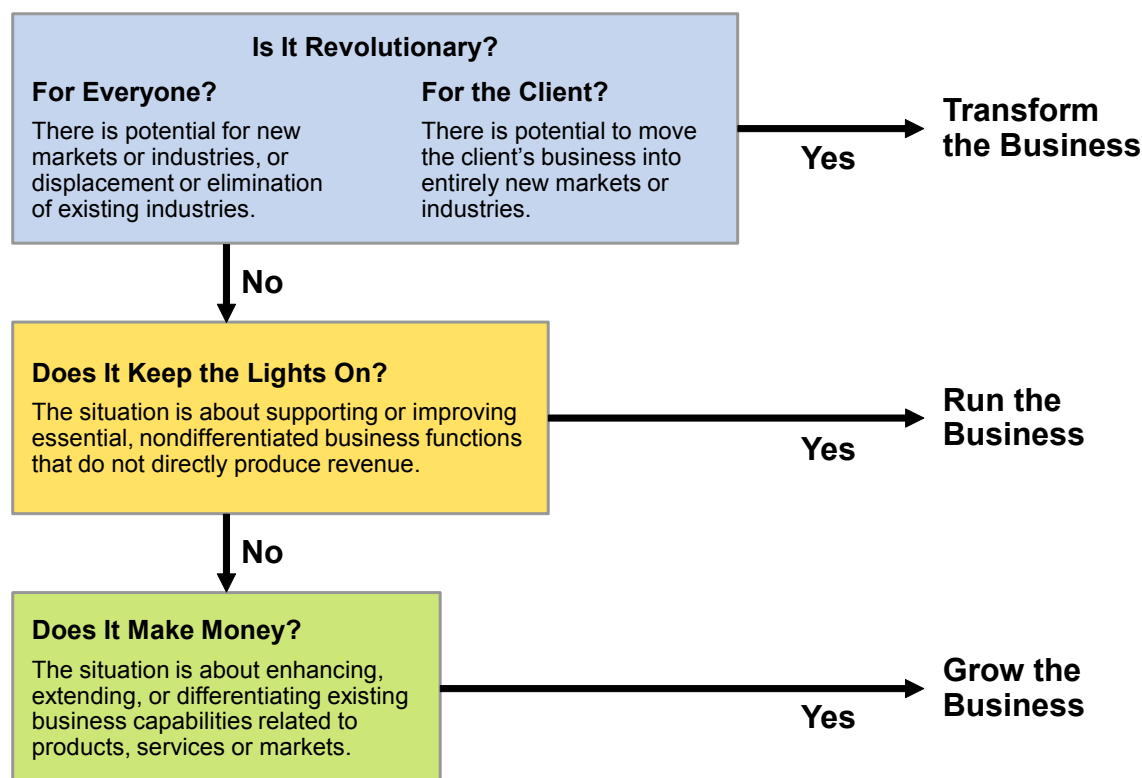 Is It Revolutionary?
For Everyone?
There is potential for new
markets or industries, or
displacement or elimination
of existing industries.
For the Client?
There is potential to move
the client's business into
entirely new markets or
industries.
Yes
Transform
the Business
No
Does It Keep the Lights On?
The situation is about supporting or improving
essential, nondifferentiated business functions
that do not directly produce revenue.
Yes
Run the
Business
No
Does It Make Money?
The situation is about enhancing,
extending, or differentiating existing
business capabilities related to
products, services or markets.
Yes
Grow the
Business